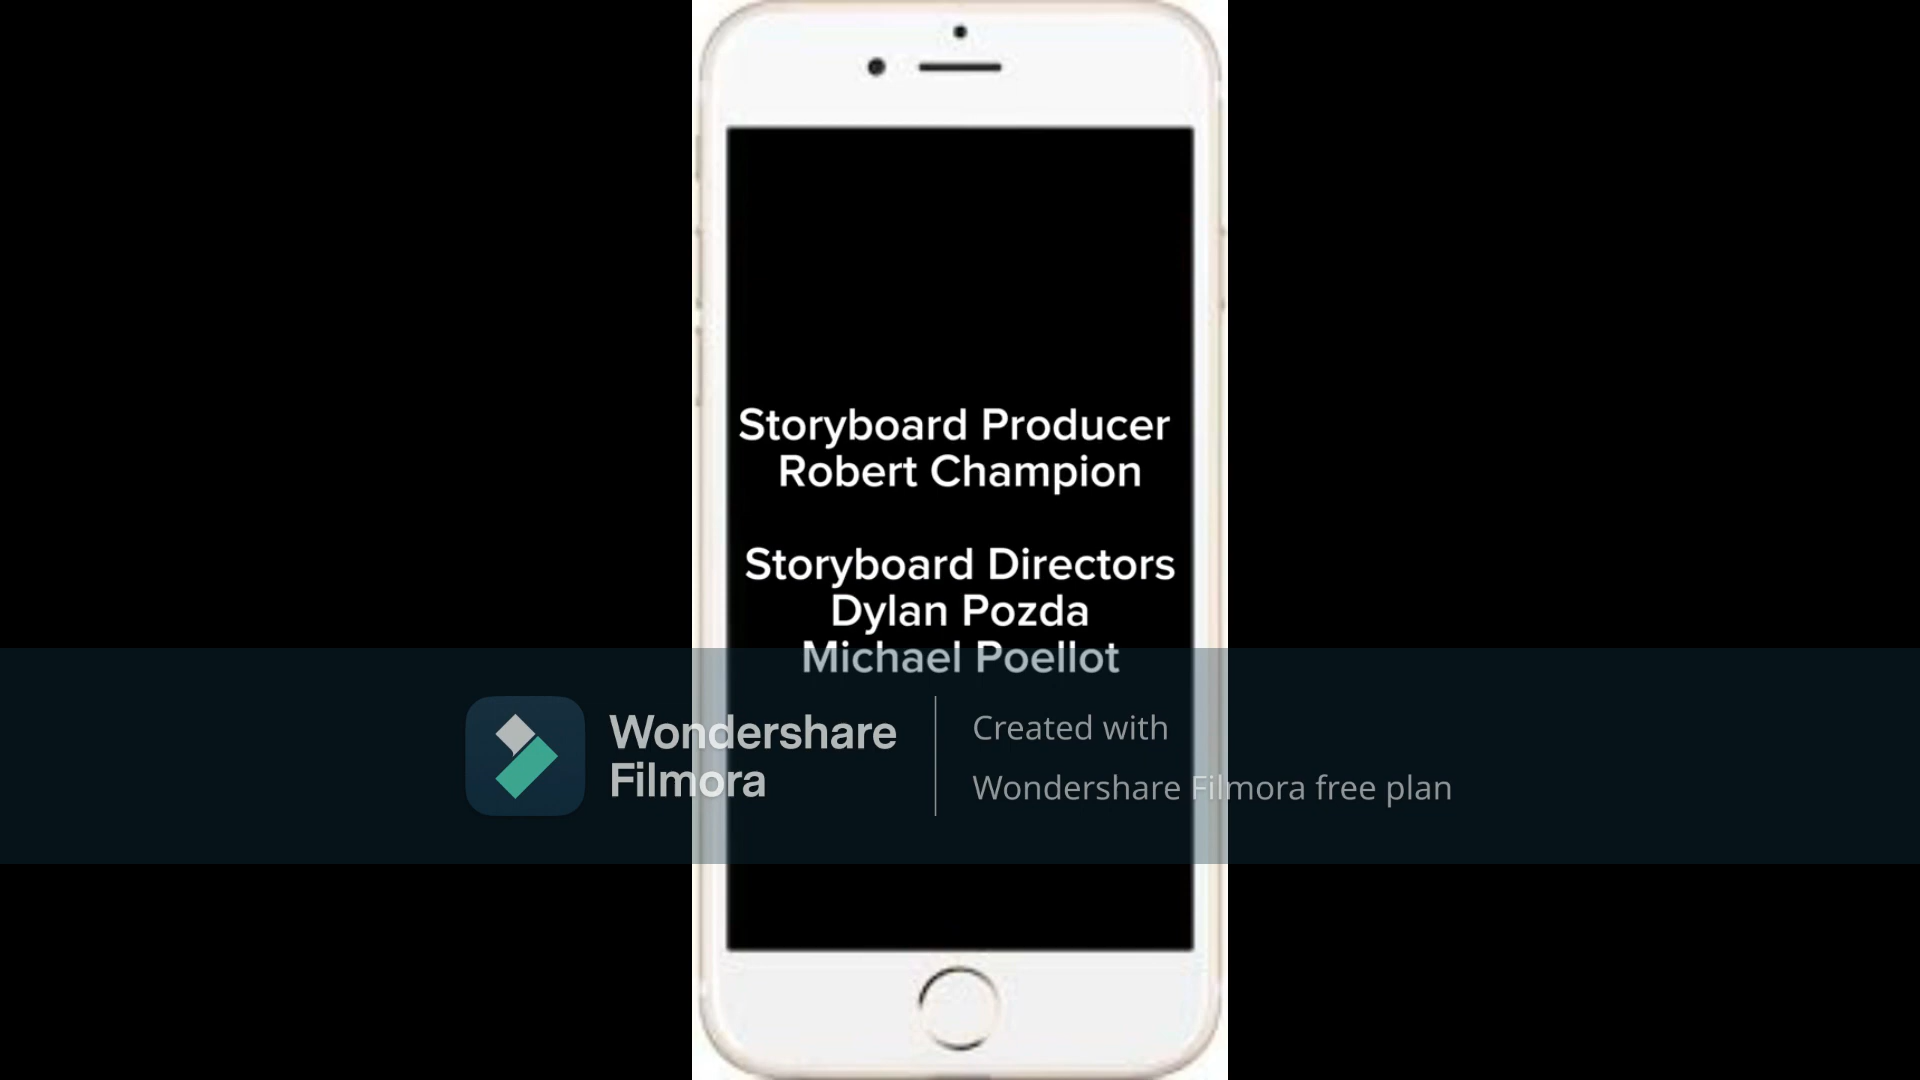 Storyboard Producer
Robert Champion
Storyboard Directors
Dylan Pozda
Michael Poellot
Wondershare
Filmora
Created with
Wondershare Filmora free plan